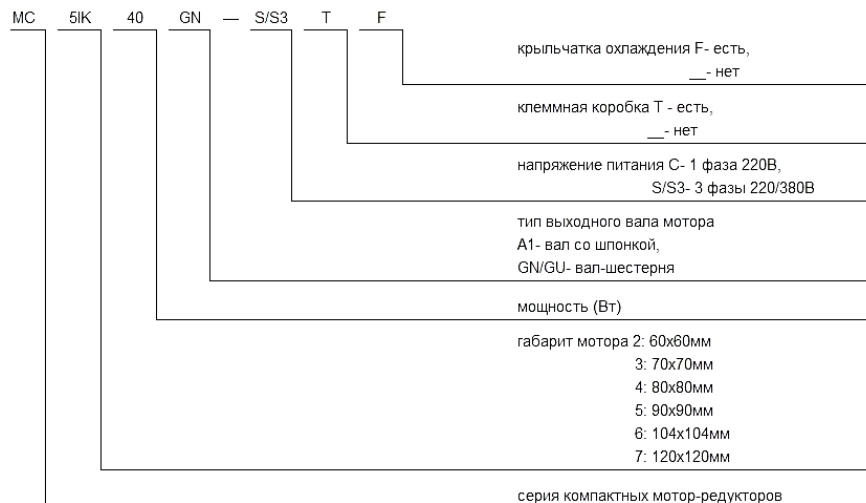 MC 5IK 40 GN — S/S3 T F
крыльчатка охлаждения F- есть,
__- нет
клеммная коробка Т - есть,
__- нет
напряжение питания С- 1 фаза 220В,
S/S3- 3 фазы 220/380В
тип выходного вала мотора
А1- вал со шпонкой,
GN/GU- вал-шестерня
мощность (Вт)
габарит мотора 2: 60х60мм
3: 70х70мм
4: 80х80мм
5: 90х90мм
6: 104х104мм
7: 120х120мм
серия компактных мотор-редукторов